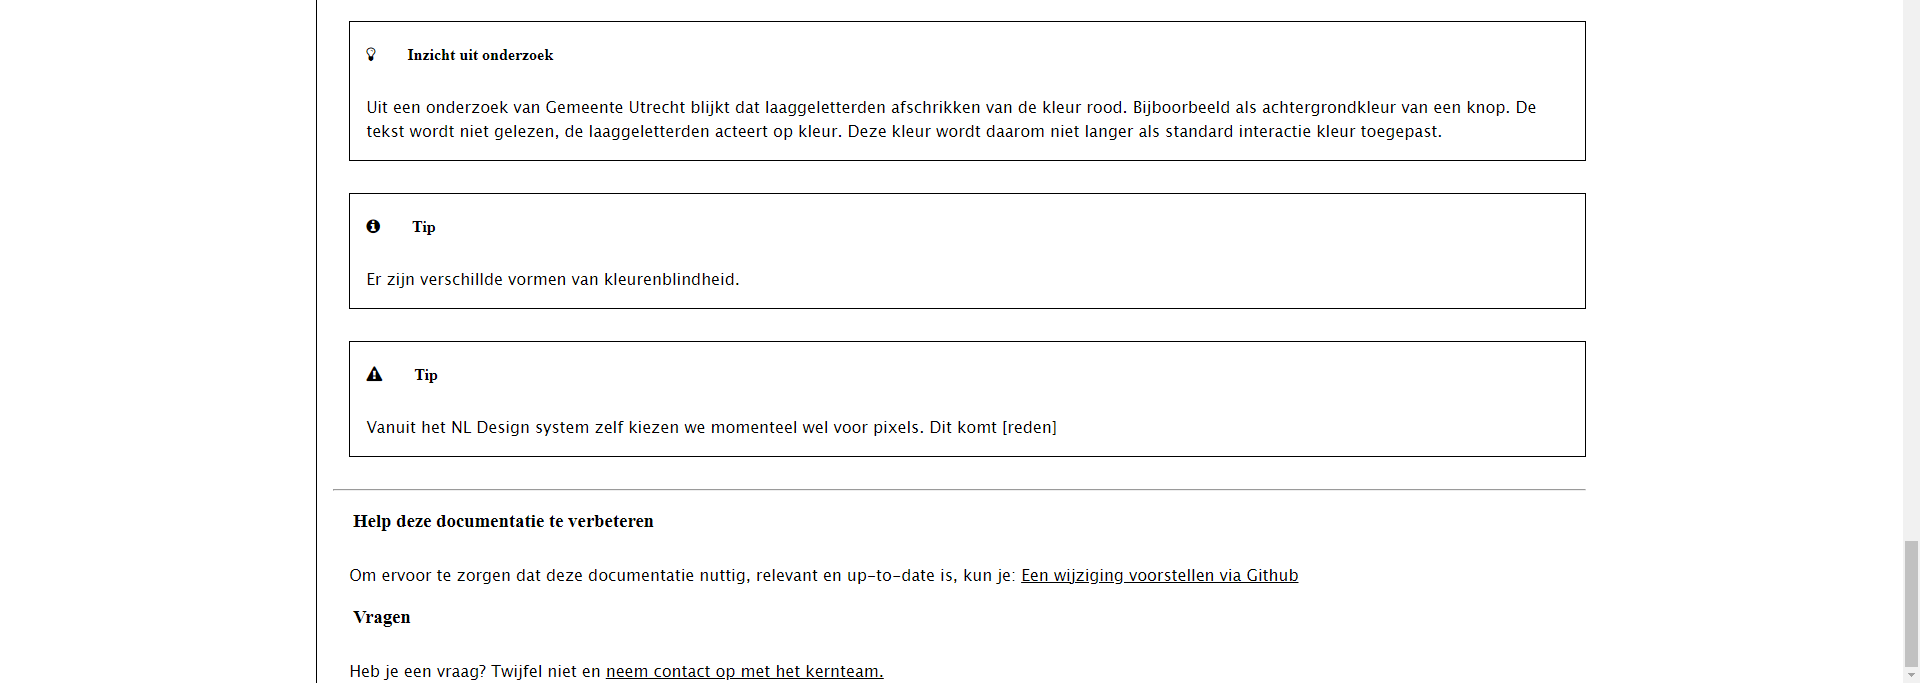 Inzicht uit onderzoek
Uit een onderzoek van Gemeente Utrecht blijkt dat laaggeletterden afschrikken van de kleur rood. Bijboorbeeld als achtergrondkleur van een knop. De
tekst wordt niet gelezen, de laaggeletterden acteert op kleur. Deze kleur wordt daarom niet langer als standard interactie kleur toegepast.
Tip
Er zijn verschillde vormen van kleurenblindheid.
Tip
Vanuit het NL Design system zelf kiezen we momenteel wel voor pixels. Dit komt [reden]
Help deze documentatie te verbeteren
Om ervoor te zorgen dat deze documentatie nuttig, relevant en up-to-date is, kun je: Een wijziging voorstellen via Github
Vragen
Heb je een vraag? Twijfel niet en neem contact op met het kernteam.